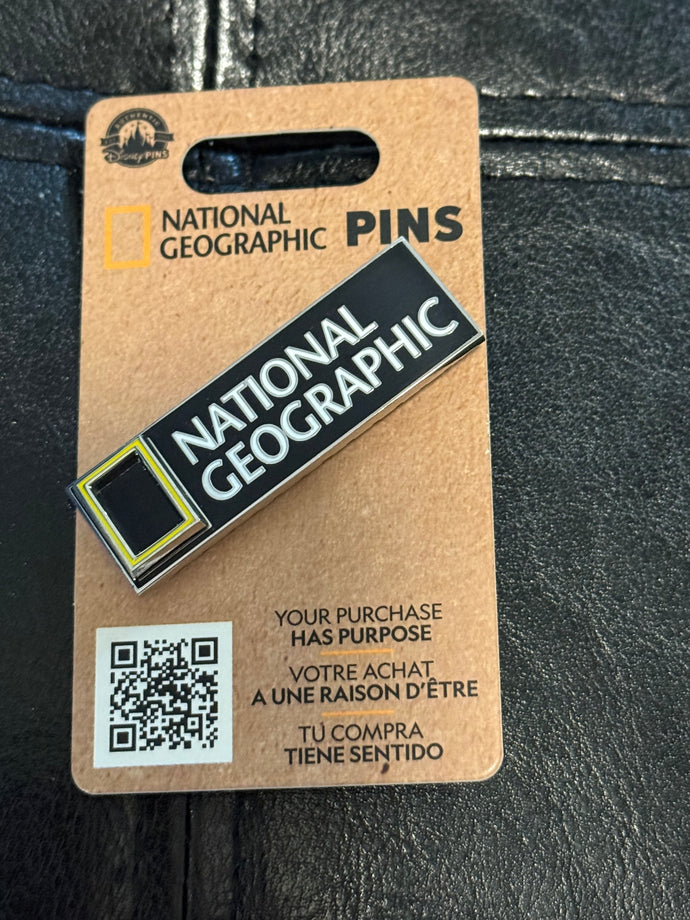 AUTHENTIC
Disney PINS
NATIONAL
GEOGRAPHIC
PINS
NATIONAL
GEOGRAPHIC
YOUR PURCHASE
HAS PURPOSE
VOTRE ACHAT
A UNE RAISON D'ÊTRE
TU COMPRA
TIENE SENTIDO